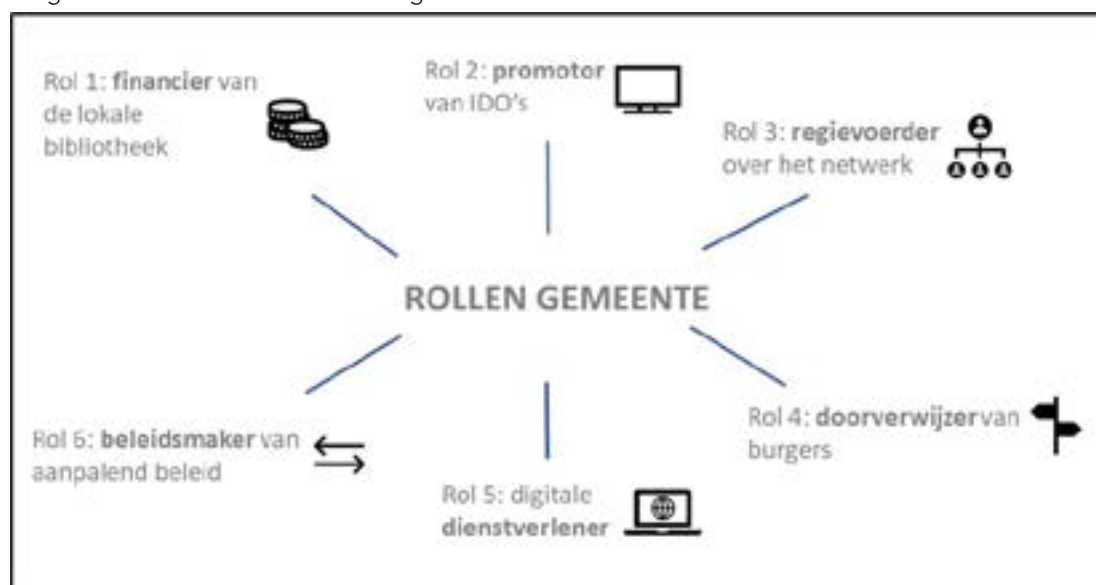 Rol 1: financier van
de lokale
bibliotheek
Rol 2: promotor
van IDO's
Rol 3: regievoerder
over het netwerk
ROLLEN GEMEENTE
Rol 6: beleidsmaker van
aanpalend beleid
Rol 5: digitale
dienstverlener
Rol 4: doorverwijzer van
burgers